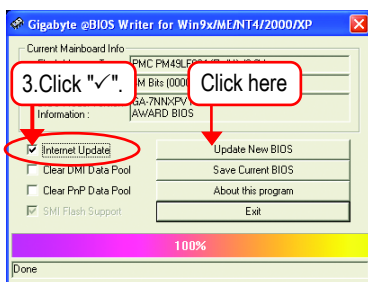 Gigabyte @BIOS Writer for Win9x/ME/NT4/2000/XP
Current Mainboard Info
3.Click "✓".
Click here
Information :
AWARD BIOS
Internet Update
Update New BIOS
Clear DMI Data Pool
Save Current BIOS
Clear PnP Data Pool
About this program
SMI Flash Support
Exit
100%
Done